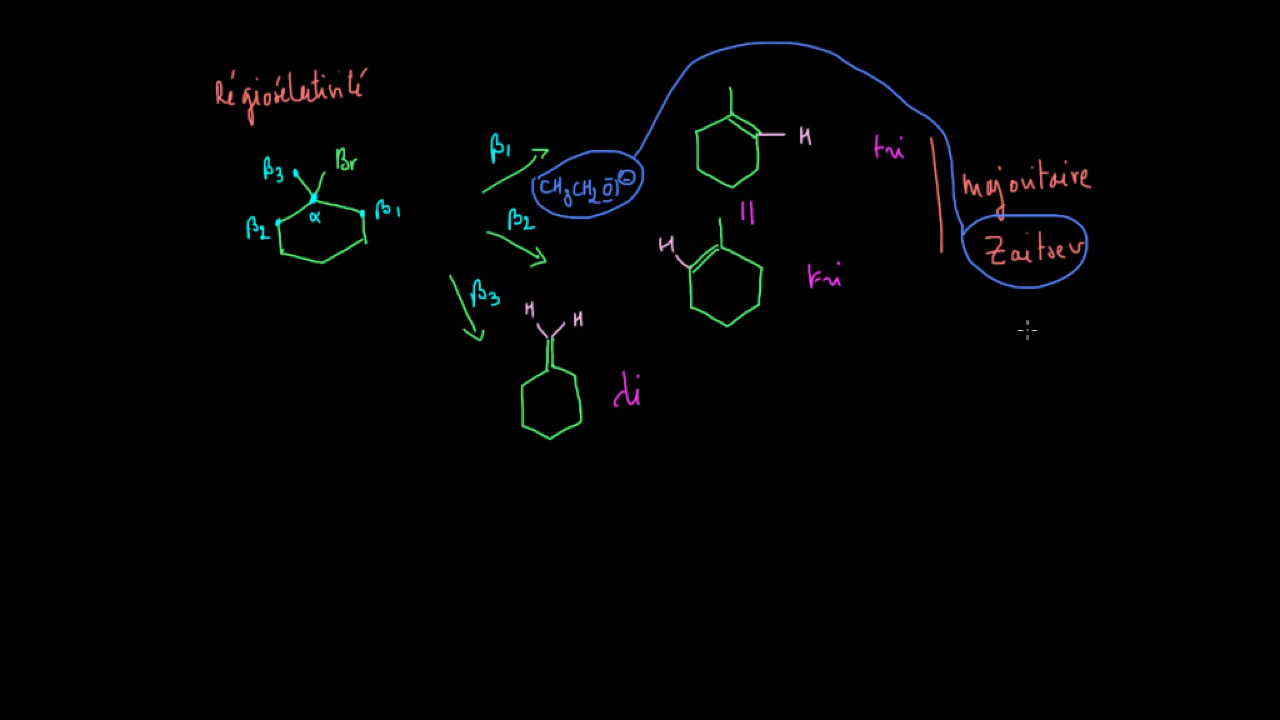 Régiosélectivité
β3
Br
α
β1
β2
β1
CH3CH2O⊖
β2
β3
H
tri
majoritaire
Zaitsev
H
tri
H
H
di